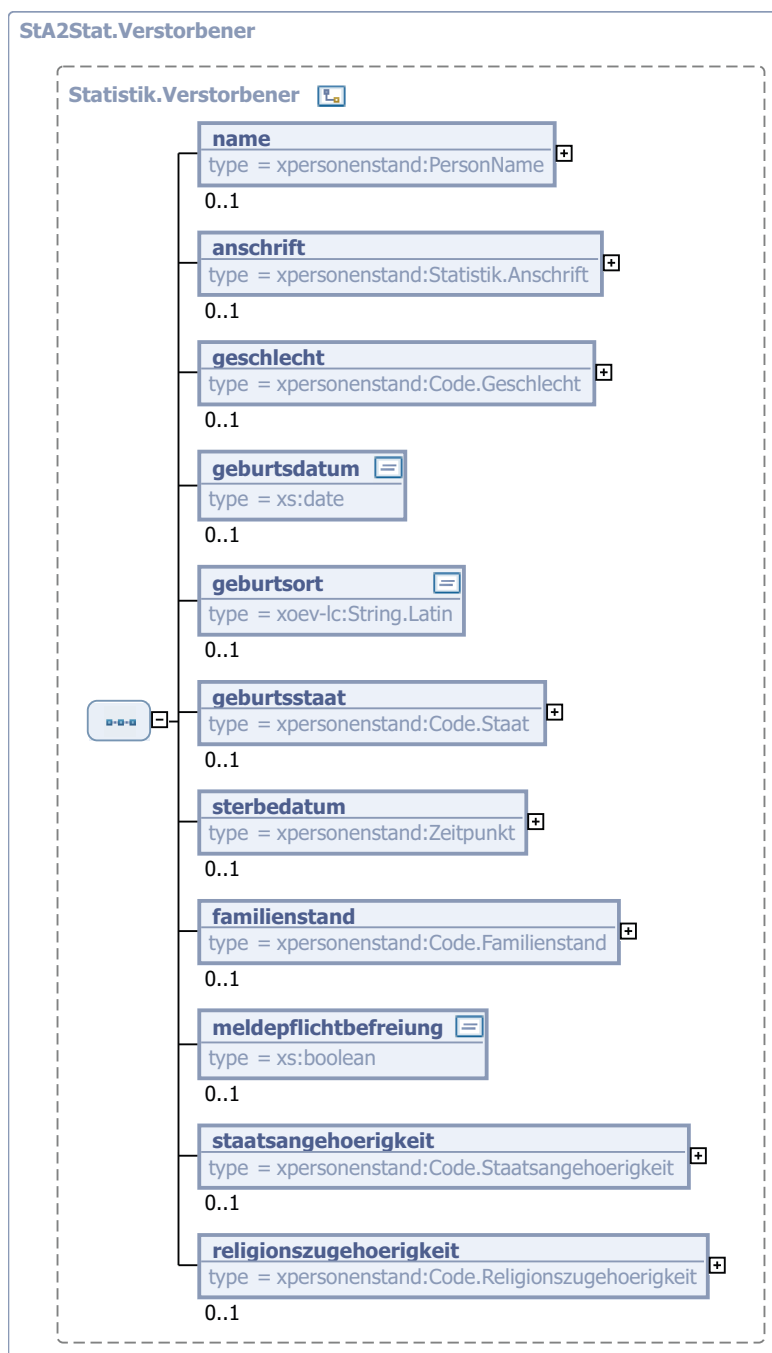 StA2Stat.Verstorbener
Statistik.Verstorbener
name
type = xpersonenstand:PersonName
0..1
anschrift
type = xpersonenstand:Statistik.Anschrift
0..1
geschlecht
type = xpersonenstand:Code.Geschlecht
0..1
geburtsdatum
type = xs:date
0..1
geburtsort
type = xoev-lc:String.Latin
0..1
geburtsstaat
type = xpersonenstand:Code.Staat
0..1
sterbedatum
type = xpersonenstand:Zeitpunkt
0..1
familienstand
type = xpersonenstand:Code.Familienstand
0..1
meldepflichtbefreiung
type = xs:boolean
0..1
staatsangehoerigkeit
type = xpersonenstand:Code.Staatsangehoerigkeit
0..1
religionszugehoerigkeit
type = xpersonenstand:Code.Religionszugehoerigkeit
0..1